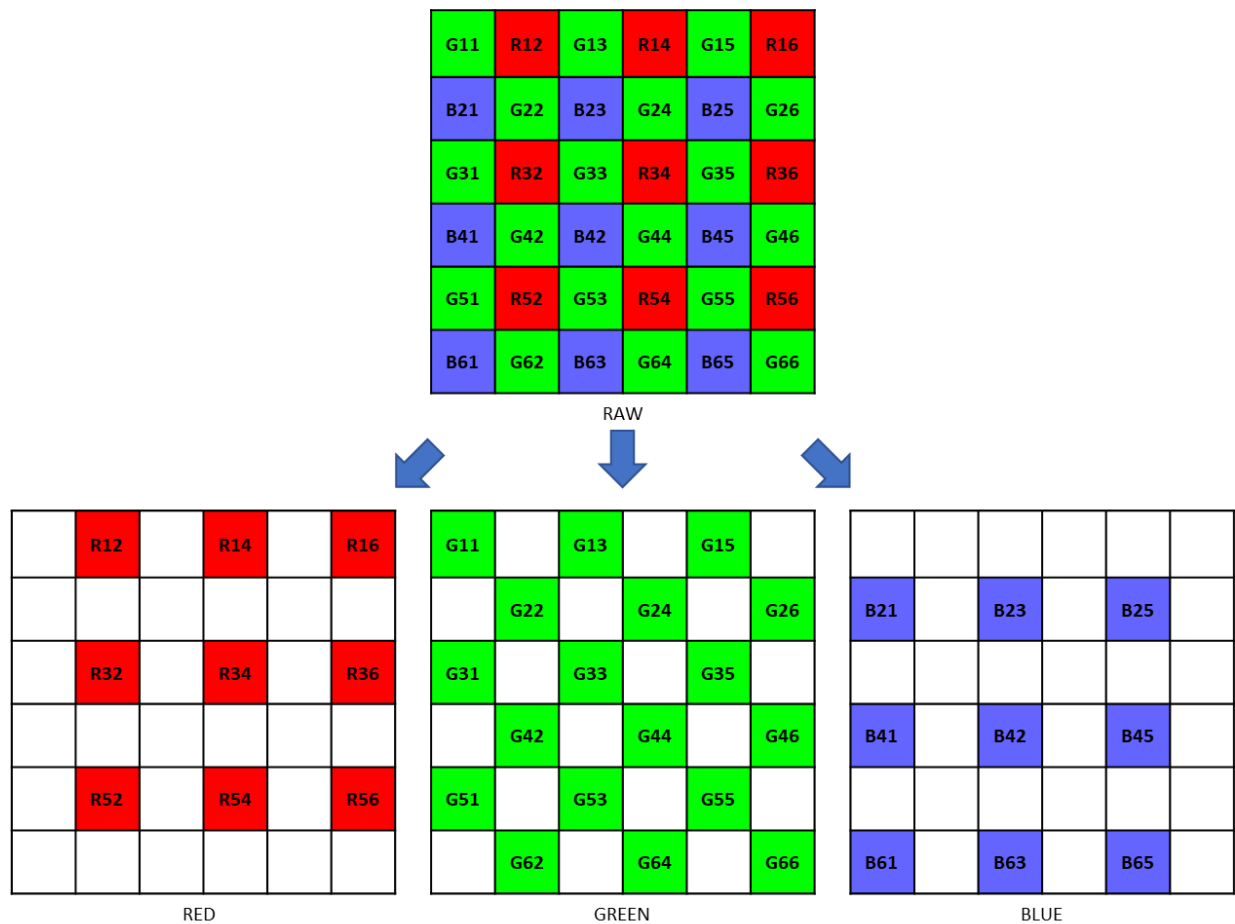 G11 R12 G13 R14 G15 R16
B21 G22 B23 G24 B25 G26
G31 R32 G33 R34 G35 R36
B41 G42 B42 G44 B45 G46
G51 R52 G53 R54 G55 R56
B61 G62 B63 G64 B65 G66
RAW
R12 R14 R16
R32 R34 R36
R52 R54 R56
RED
G11 G13 G15
G22 G24 G26
G31 G33 G35
G42 G44 G46
G51 G53 G55
G62 G64 G66
GREEN
B21 B23 B25
B41 B42 B45
B61 B63 B65
BLUE